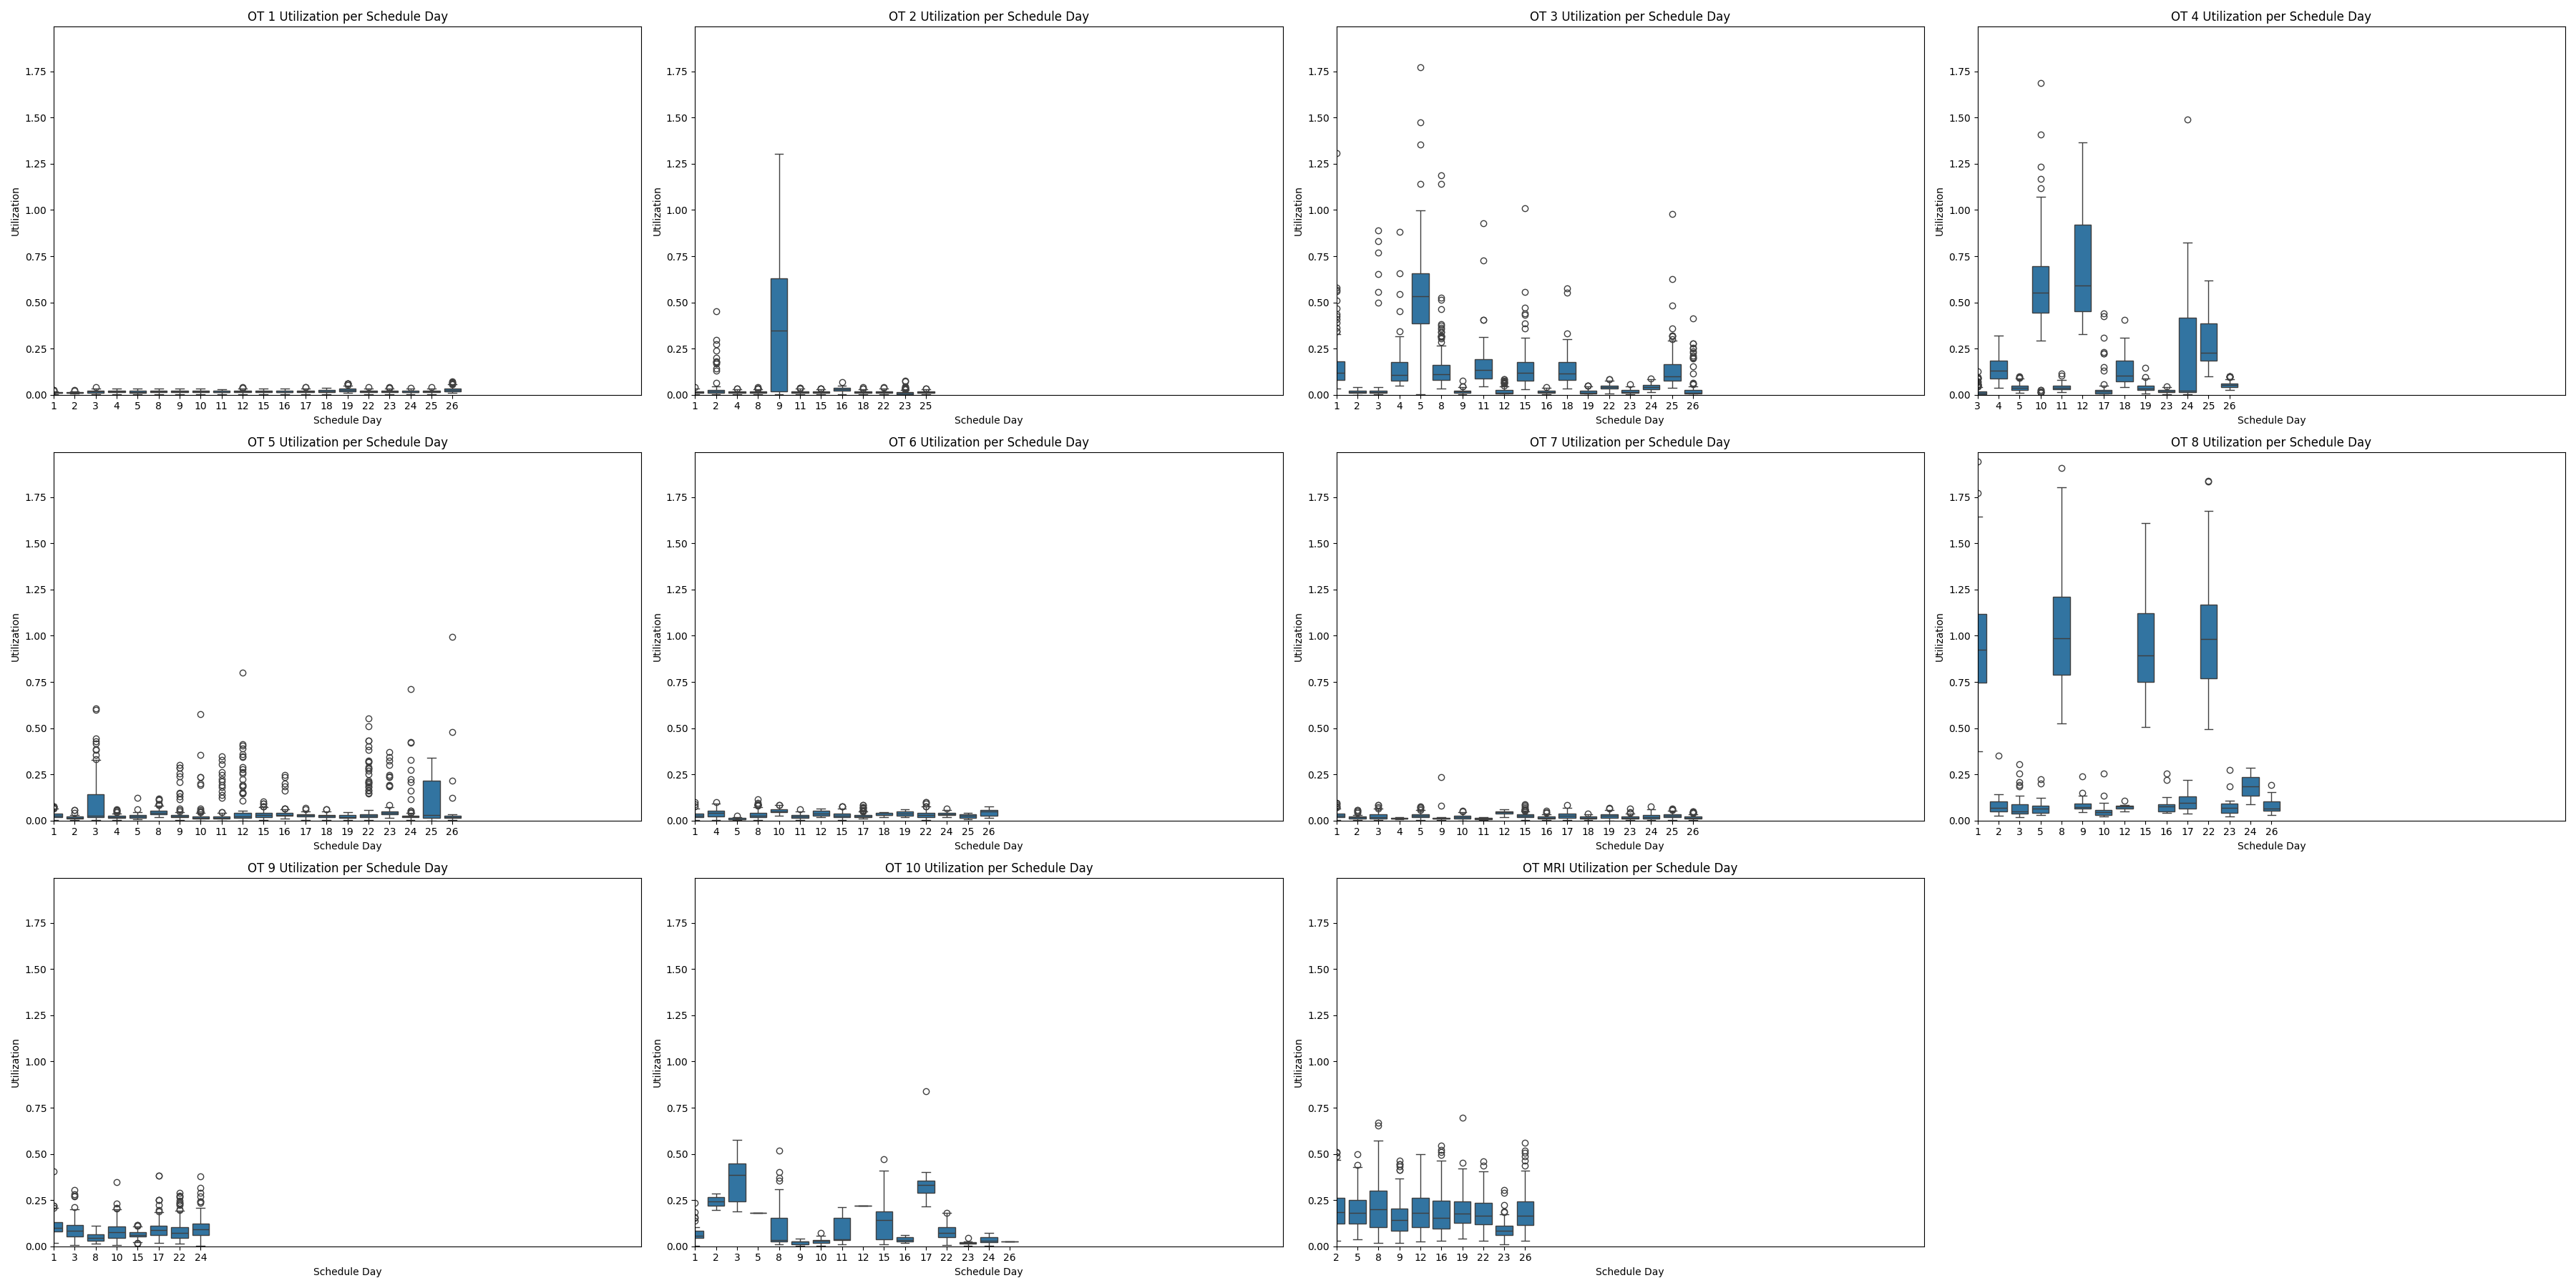 OT 1 Utilization per Schedule Day
Utilization
1.75
1.50
1.25
1.00
0.75
0.50
0.25
0.00
1 2 3 4 5 8 9 10 11 12 15 16 17 18 19 22 23 24 25 26
Schedule Day
OT 2 Utilization per Schedule Day
Utilization
1.75
1.50
1.25
1.00
0.75
0.50
0.25
0.00
1 2 4 8 9 11 15 16 18 22 23 25
Schedule Day
OT 3 Utilization per Schedule Day
Utilization
1.75
1.50
1.25
1.00
0.75
0.50
0.25
0.00
1 2 3 4 5 8 9 11 12 15 16 18 19 22 23 24 25 26
Schedule Day
OT 4 Utilization per Schedule Day
Utilization
1.75
1.50
1.25
1.00
0.75
0.50
0.25
0.00
3 4 5 10 11 12 17 18 19 23 24 25 26
Schedule Day
OT 5 Utilization per Schedule Day
Utilization
1.75
1.50
1.25
1.00
0.75
0.50
0.25
0.00
1 2 3 4 5 8 9 10 11 12 15 16 17 18 19 22 23 24 25 26
Schedule Day
OT 6 Utilization per Schedule Day
Utilization
1.75
1.50
1.25
1.00
0.75
0.50
0.25
0.00
1 4 5 8 10 11 12 15 17 18 19 22 24 25 26
Schedule Day
OT 7 Utilization per Schedule Day
Utilization
1.75
1.50
1.25
1.00
0.75
0.50
0.25
0.00
1 2 3 4 5 9 10 11 12 15 16 17 18 19 23 24 25 26
Schedule Day
OT 8 Utilization per Schedule Day
Utilization
1.75
1.50
1.25
1.00
0.75
0.50
0.25
0.00
1 2 3 5 8 9 10 12 15 16 17 22 23 24 26
Schedule Day
OT 9 Utilization per Schedule Day
Utilization
1.75
1.50
1.25
1.00
0.75
0.50
0.25
0.00
1 3 8 10 15 17 22 24
Schedule Day
OT 10 Utilization per Schedule Day
Utilization
1.75
1.50
1.25
1.00
0.75
0.50
0.25
0.00
1 2 3 5 8 9 10 11 12 15 16 17 22 23 24 26
Schedule Day
OT MRI Utilization per Schedule Day
Utilization
1.75
1.50
1.25
1.00
0.75
0.50
0.25
0.00
2 5 8 9 12 16 19 22 23 26
Schedule Day